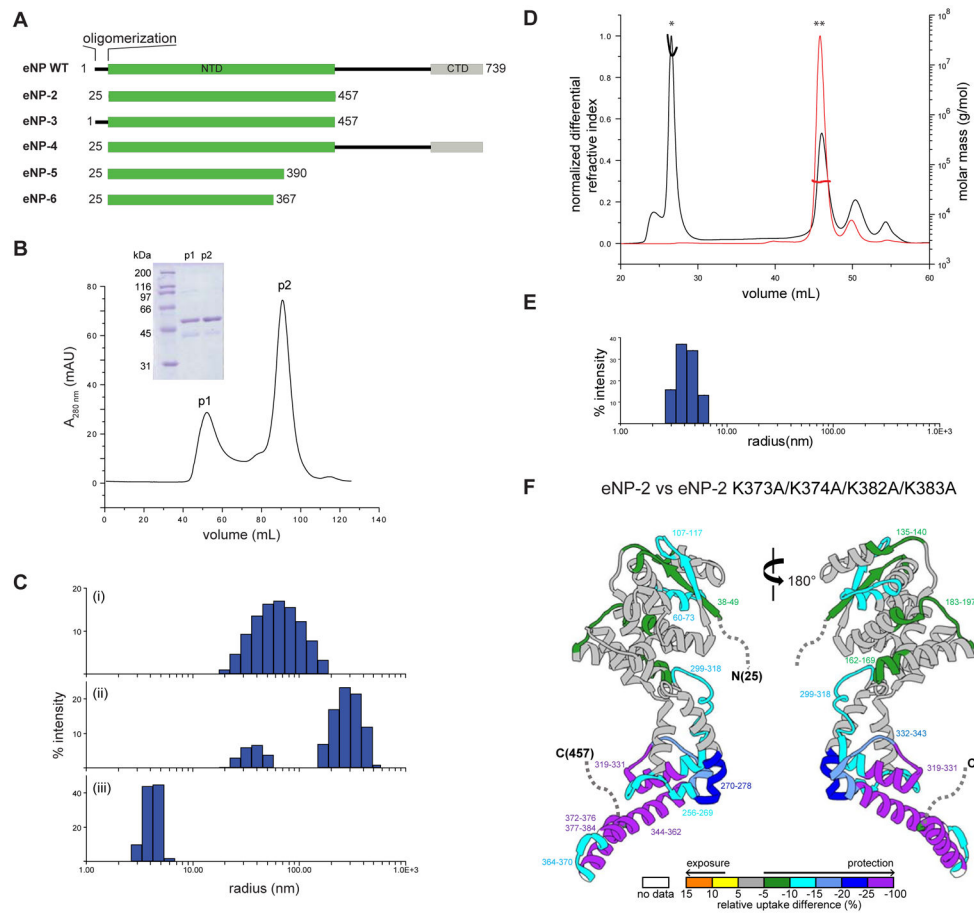 A
oligomerization
eNP WT 1 NTD CTD 739
eNP-2 25 457
eNP-3 1 457
eNP-4 25
eNP-5 25 390
eNP-6 25 367
B
kDa p1 p2
200
116
97
66
45
31
p1
p2
80
60
40
20
0
A280 nm (mAU)
0 20 40 60 80 100 120 140
volume (mL)
C
(i)
20
10
(ii)
20
10
(iii)
40
20
0
% intensity
1.00 10.00 100.00 1.0E+3
radius (nm)
D
* **
1.0
0.8
0.6
0.4
0.2
0.0
normalized differential
refractive index
10^8
10^7
10^6
10^5
10^4
10^3
molar mass (g/mol)
20 30 40 50 60
volume (mL)
E
40
30
20
10
% intensity
1.00 10.00 100.00 1.0E+3
radius(nm)
F
eNP-2 vs eNP-2 K373A/K374A/K382A/K383A
107-117
135-140
180°
38-49
183-197
60-73
162-169
N(25)
299-318
299-318
332-343
C(457)
C
319-331
319-331
270-278
256-269
372-376
377-384
344-362
364-370
exposure protection
no data
15 10 5 -5 -10 -15 -20 -25 -100
relative uptake difference (%)